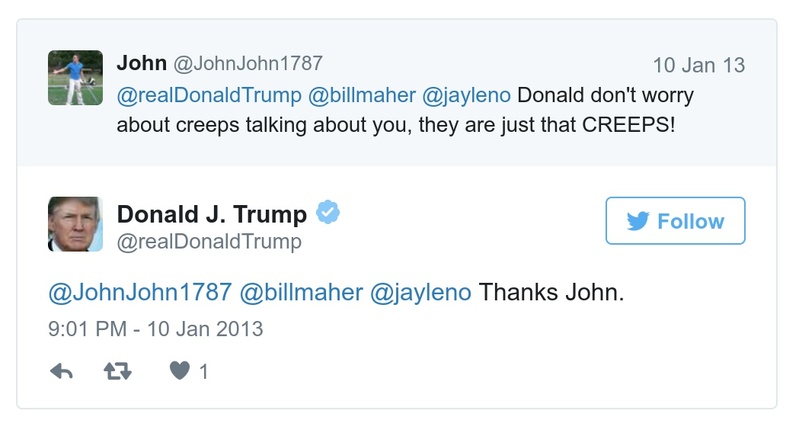 John @JohnJohn1787 10 Jan 13
@realDonaldTrump @billmaher @jayleno Donald don't worry
about creeps talking about you, they are just that CREEPS!
Donald J. Trump
@realDonaldTrump
Follow
@JohnJohn1787 @billmaher @jayleno Thanks John.
9:01 PM - 10 Jan 2013
1